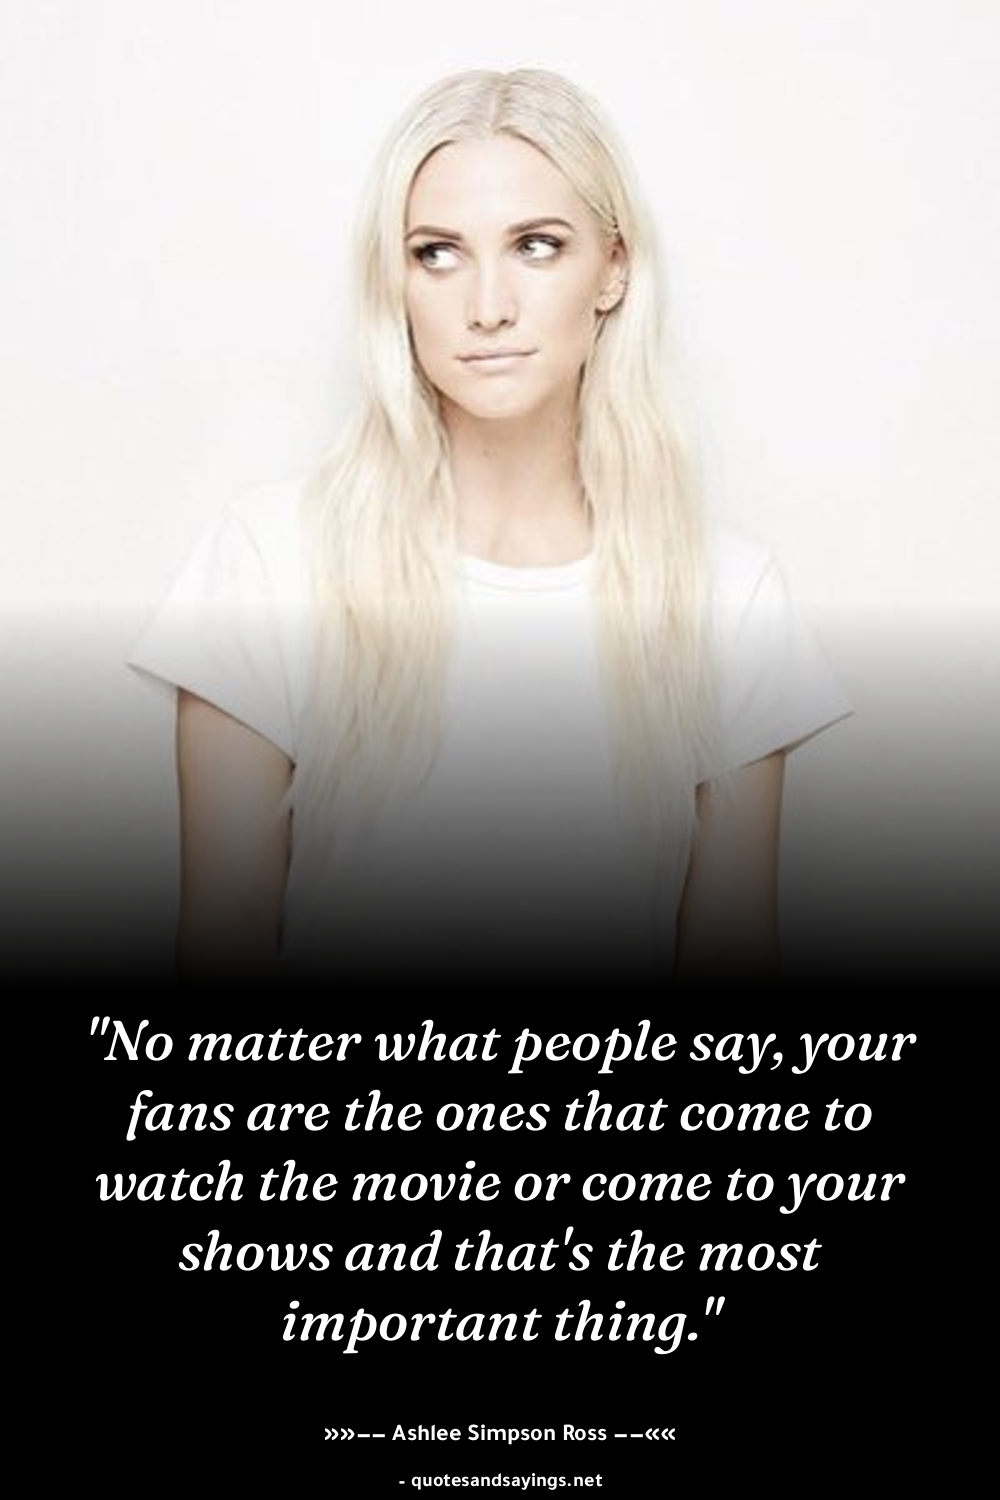 "No matter what people say, your
fans are the ones that come to
watch the movie or come to your
shows and that's the most
important thing."
»»–– Ashlee Simpson Ross ––««
- quotesandsayings.net